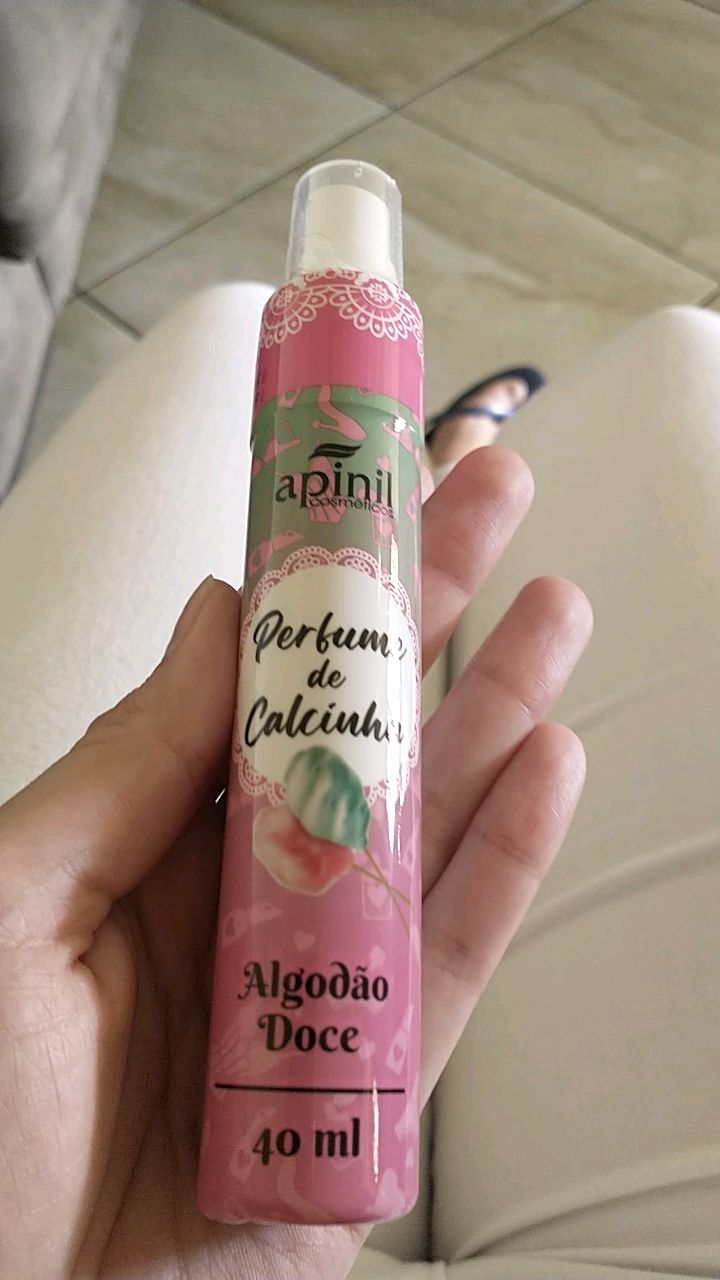 apinil
cosméticos
Perfume
de
Calcinha
Algodão
Doce
40 ml